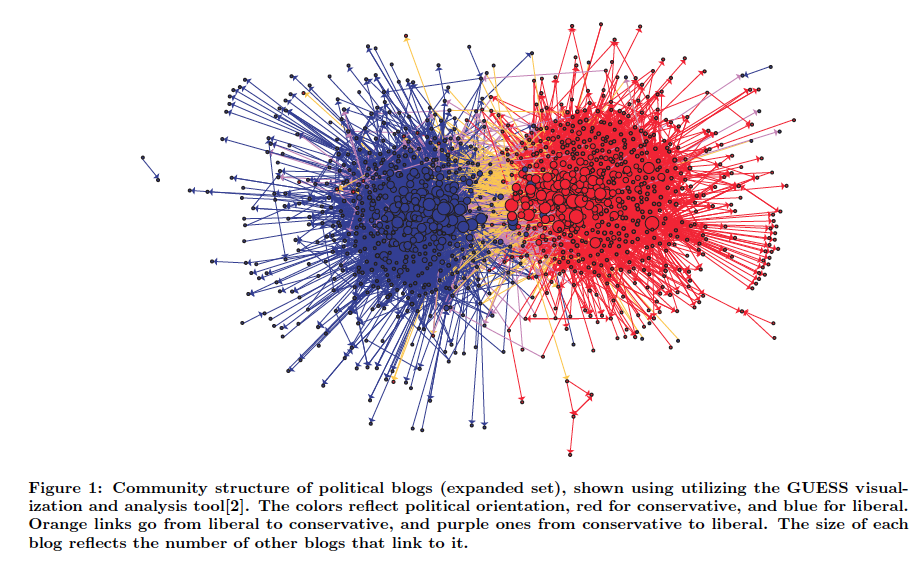 Figure 1: Community structure of political blogs (expanded set), shown using utilizing the GUESS visual-
ization and analysis tool[2]. The colors reflect political orientation, red for conservative, and blue for liberal.
Orange links go from liberal to conservative, and purple ones from conservative to liberal. The size of each
blog reflects the number of other blogs that link to it.